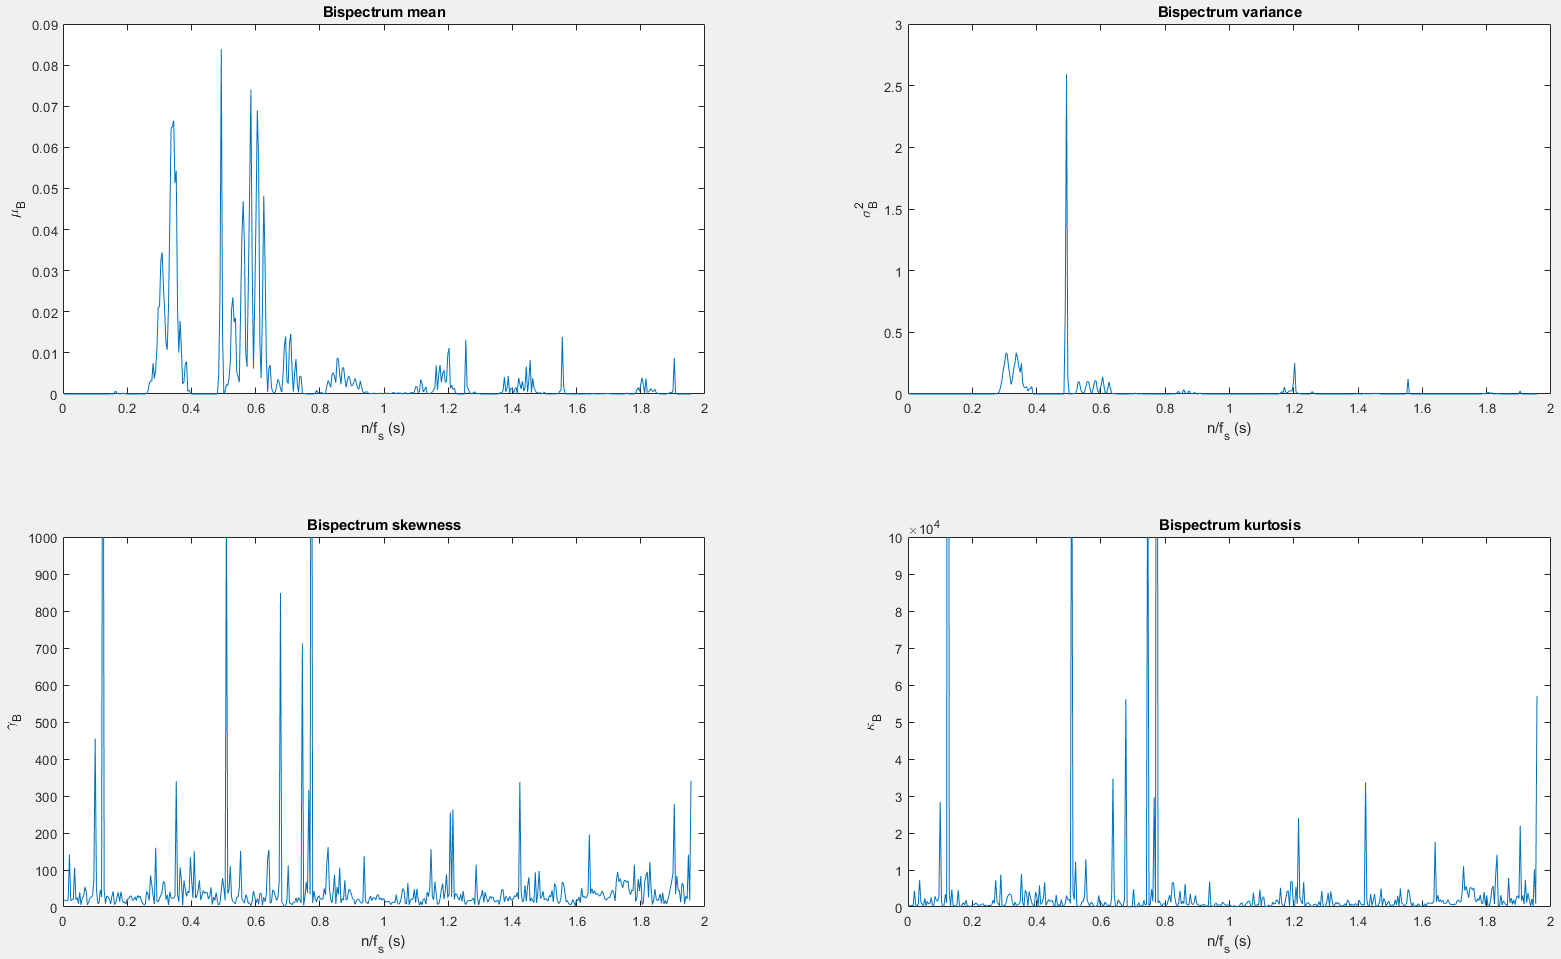 Bispectrum mean
0.09
0.08
0.07
0.06
0.05
0.04
0.03
0.02
0.01
0
μB
0 0.2 0.4 0.6 0.8 1 1.2 1.4 1.6 1.8 2
n/fs (s)
Bispectrum variance
3
2.5
2
1.5
1
0.5
0
σ2B
0 0.2 0.4 0.6 0.8 1 1.2 1.4 1.6 1.8 2
n/fs (s)
Bispectrum skewness
1000
900
800
700
600
500
400
300
200
100
0
γB
0 0.2 0.4 0.6 0.8 1 1.2 1.4 1.6 1.8 2
n/fs (s)
Bispectrum kurtosis
×104
10
9
8
7
6
5
4
3
2
1
0
κB
0 0.2 0.4 0.6 0.8 1 1.2 1.4 1.6 1.8 2
n/fs (s)